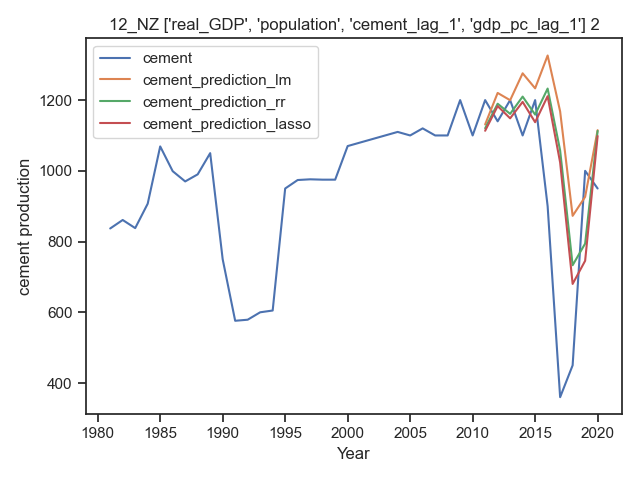 12_NZ ['real_GDP', 'population', 'cement_lag_1', 'gdp_pc_lag_1'] 2
cement
cement_prediction_lm
cement_prediction_rr
cement_prediction_lasso
cement production
1200
1000
800
600
400
1980 1985 1990 1995 2000 2005 2010 2015 2020
Year